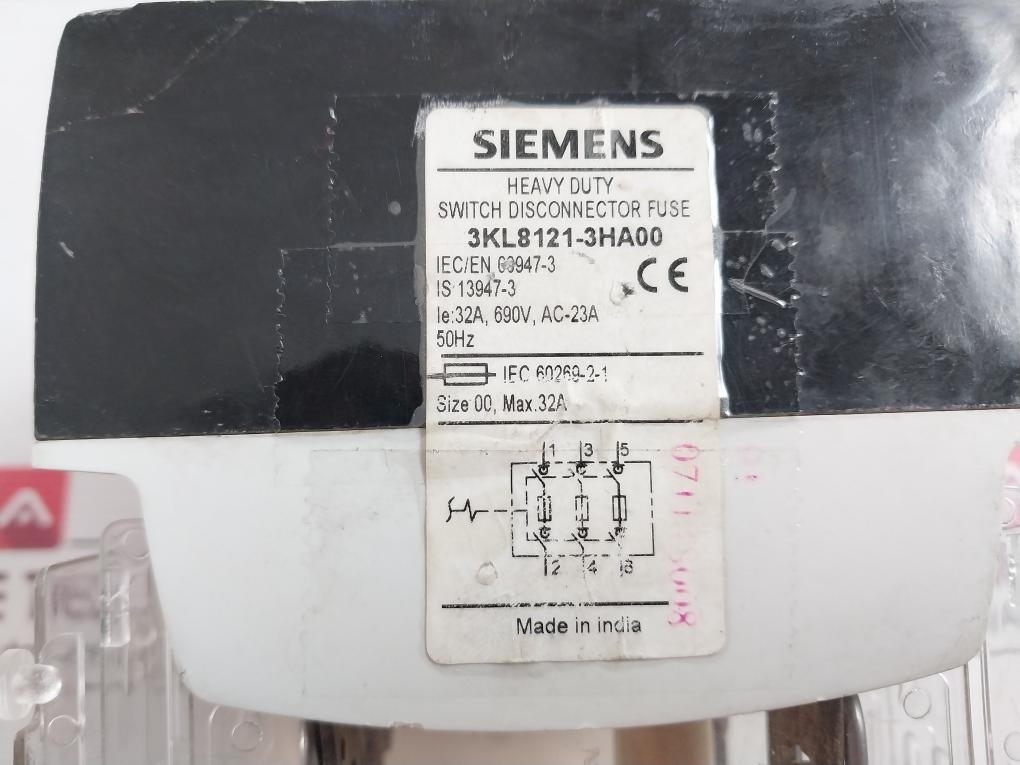 SIEMENS
HEAVY DUTY
SWITCH DISCONNECTOR FUSE
3KL8121-3HA00
IEC/EN 60947-3
IS 13947-3
CE
Ie:32A, 690V, AC-23A
50Hz
IEC 60269-2-1
Size 00, Max.32A
1 3 5
2 4 6
Made in india